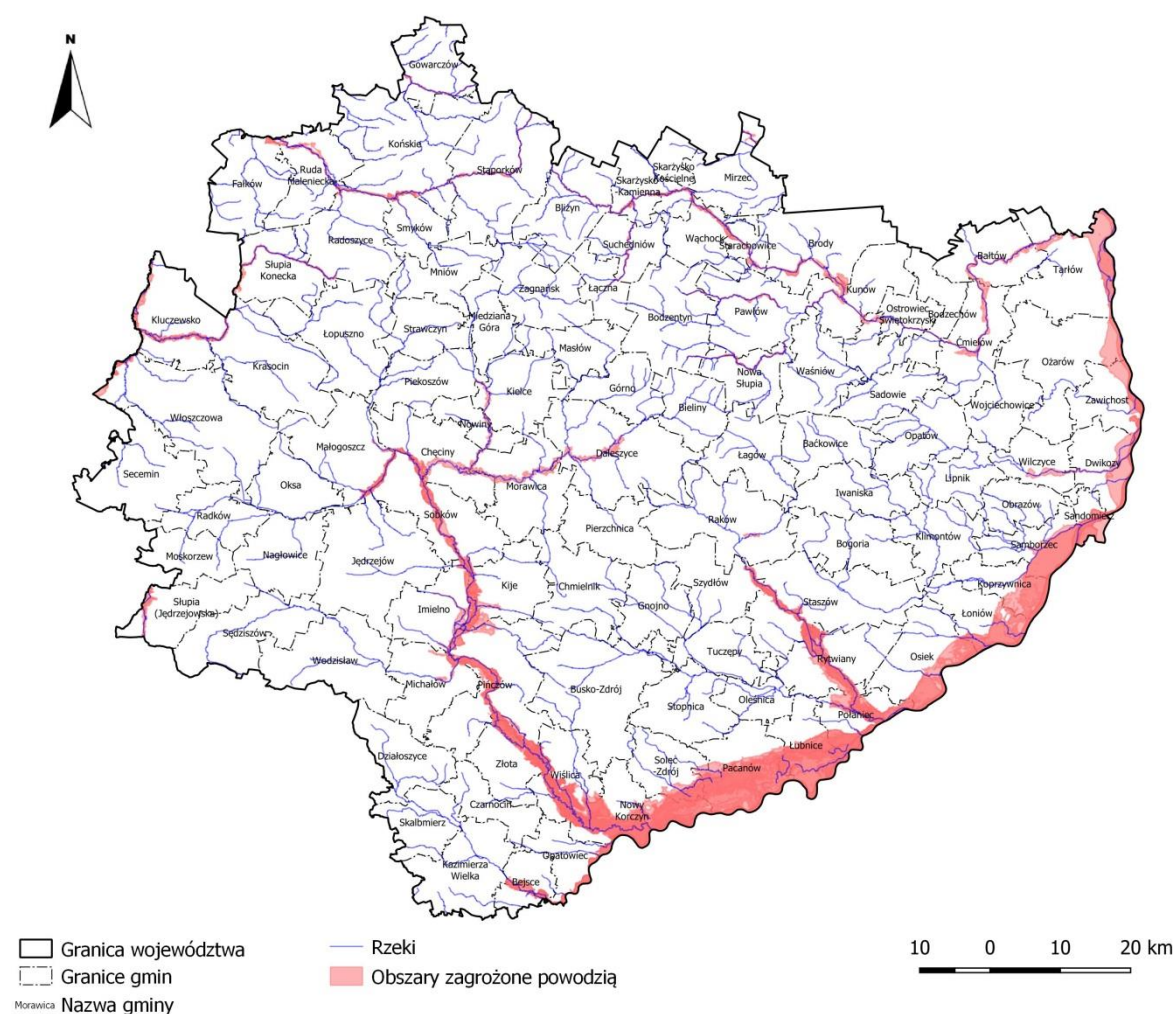 N
Gowarczów
Końskie
Stąporków
Ruda
Maleniecka
Fałków
Skarżysko
Kościelne
Skarżysko
Kamienna
Mirzec
Bliżyn
Smyków
Radoszyce
Suchedniów
Wąchock
Starachowice
Brody
Bałtów
Tarłów
Słupia
Konecka
Mniów
Zagnańsk
Łączna
Kunów
Kluczewsko
Łopuszno
Strawczyn
Miedziana
Góra
Bodzentyn
Pawłów
Ostrowiec
Świętokrzyski
Bodzechów
Ćmielów
Masłów
Krasocin
Piekoszów
Kielce
Górno
Nowa
Słupia
Waśniów
Ożarów
Sadowie
Wojciechowice
Zawichost
Włoszczowa
Nowiny
Bieliny
Małogoszcz
Chęciny
Daleszyce
Łagów
Baćkowice
Opatów
Wilczyce
Dwikozy
Secemin
Oksa
Morawica
Iwaniska
Lipnik
Obrazów
Sandomierz
Radków
Sobków
Pierzchnica
Raków
Moskorzew
Nagłowice
Jędrzejów
Bogoria
Klimontów
Samborzec
Słupia
(Jędrzejowska)
Imielno
Kije
Chmielnik
Gnojno
Szydłów
Staszów
Koprzywnica
Łoniów
Sędziszów
Wodzisław
Tuczępy
Rytwiany
Osiek
Michałów
Pińczów
Busko-Zdrój
Stopnica
Oleśnica
Połaniec
Łubnice
Działoszyce
Złota
Wiślica
Solec
-Zdrój
Pacanów
Czarnocin
Nowy
Korczyn
Skalbmierz
Opatowiec
Kazimierza
Wielka
Bejsce
Granica województwa
Granice gmin
Morawica Nazwa gminy
Rzeki
Obszary zagrożone powodzią
10 0 10 20 km